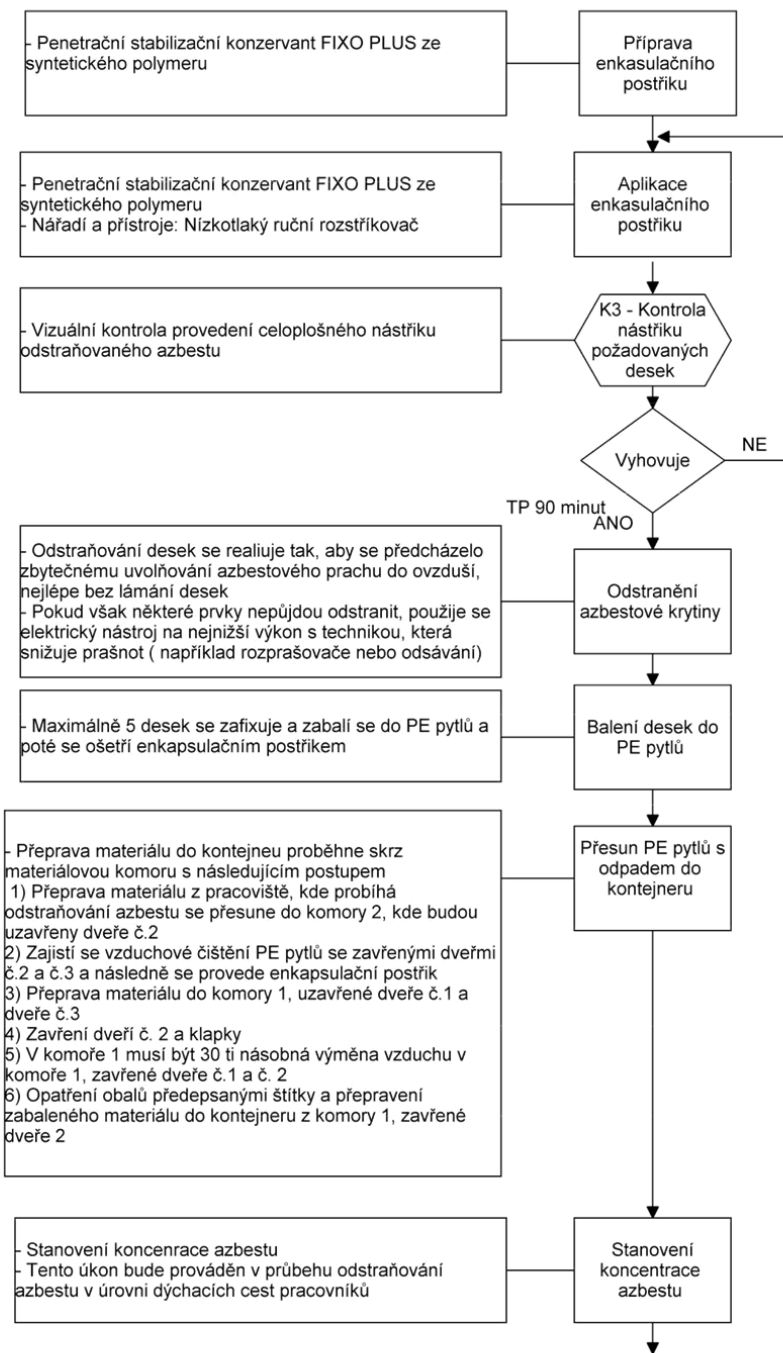 - Penetrační stabilizační konzervant FIXO PLUS ze
syntetického polymeru
Příprava
enkasulačního
postřiku
- Penetrační stabilizační konzervant FIXO PLUS ze
syntetického polymeru
- Nářadí a přístroje: Nízkotlaký ruční rozstřikovač
Aplikace
enkasulačního
postřiku
- Vizuální kontrola provedení celoplošného nástřiku
odstraňovaného azbestu
K3 - Kontrola
nástřiku
požadovaných
desek
Vyhovuje
NE
TP 90 minut
ANO
- Odstraňování desek se realiuje tak, aby se předcházelo
zbytečnému uvolňování azbestového prachu do ovzduší,
nejlépe bez lámání desek
- Pokud však některé prvky nepůjdou odstranit, použije se
elektrický nástroj na nejnižší výkon s technikou, která
snižuje prašnot ( například rozprašovače nebo odsávání)
Odstranění
azbestové krytiny
- Maximálně 5 desek se zafixuje a zabalí se do PE pytlů a
poté se ošetří enkapsulačním postřikem
Balení desek do
PE pytlů
- Přeprava materiálu do kontejneu proběhne skrz
materiálovou komoru s následujícím postupem
1) Přeprava materiálu z pracoviště, kde probíhá
odstraňování azbestu se přesune do komory 2, kde budou
uzavřeny dveře č.2
2) Zajistí se vzduchové čištění PE pytlů se zavřenými dveřmi
č.2 a č.3 a následně se provede enkapsulační postřik
3) Přeprava materiálu do komory 1, uzavřené dveře č.1 a
dveře č.3
4) Zavření dveří č. 2 a klapky
5) V komoře 1 musí být 30 ti násobná výměna vzduchu v
komoře 1, zavřené dveře č.1 a č. 2
6) Opatření obalů předepsanými štítky a přepravení
zabaleného materiálu do kontejneru z komory 1, zavřené
dveře 2
Přesun PE pytlů s
odpadem do
kontejneru
- Stanovení koncenrace azbestu
- Tento úkon bude prováděn v průbehu odstraňování
azbestu v úrovni dýchacích cest pracovníků
Stanovení
koncentrace
azbestu